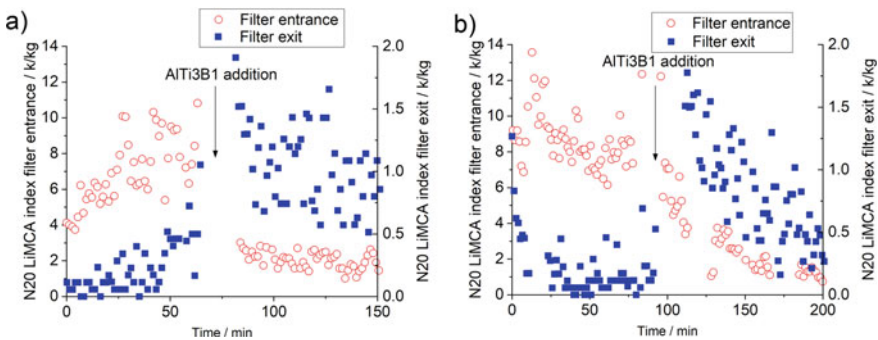 a)
Filter entrance
Filter exit
AlTi3B1 addition
N20 LiMCA index filter entrance / k/kg
14
12
10
8
6
4
2
0
2.0
1.5
1.0
0.5
0.0
N20 LiMCA index filter exit / k/kg
0 50 100 150
Time / min
b)
Filter entrance
Filter exit
AlTi3B1 addition
N20 LiMCA index filter entrance / k/kg
14
12
10
8
6
4
2
0
2.0
1.5
1.0
0.5
0.0
N20 LiMCA index filter exit / k/kg
0 50 100 150 200
Time / min